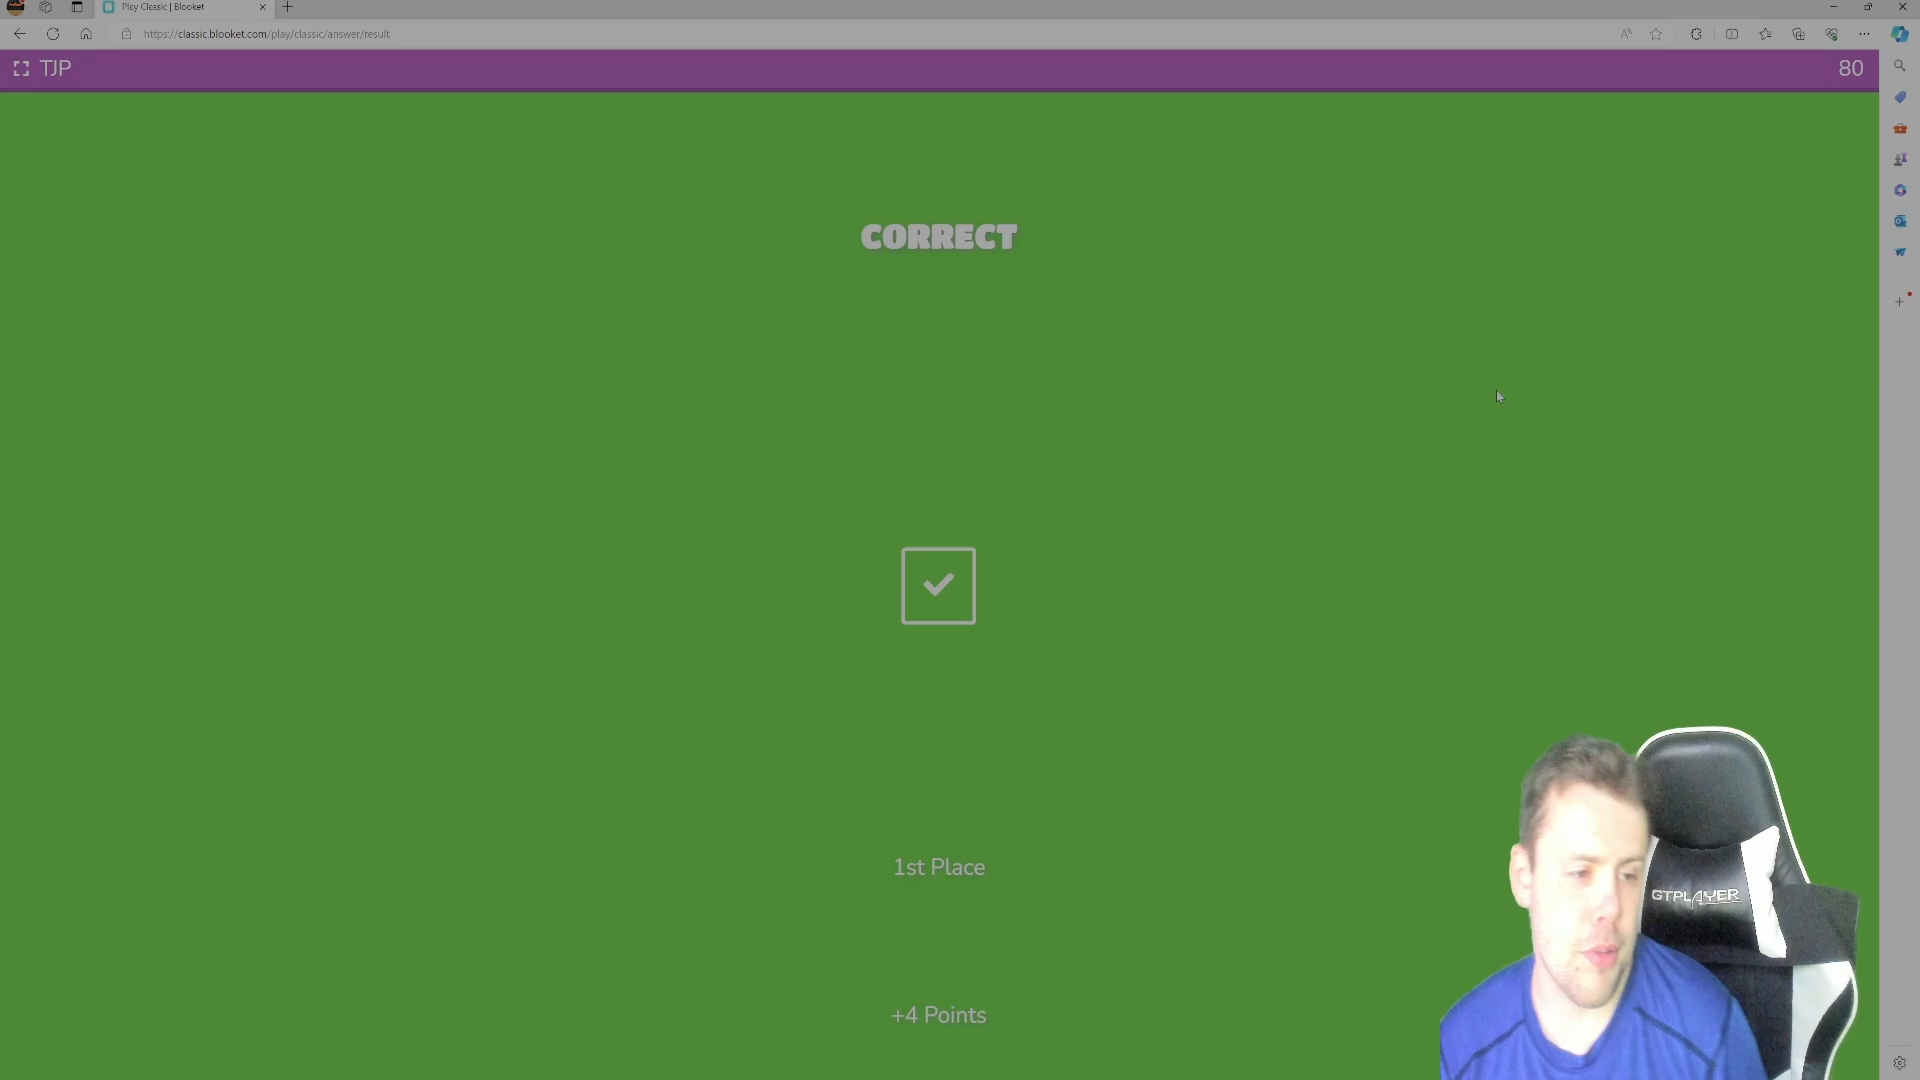 Play Classic | Blooket
https://classic.blooket.com/play/classic/answer/result
TJP
80
CORRECT
1st Place
GTPLAYER
+4 Points